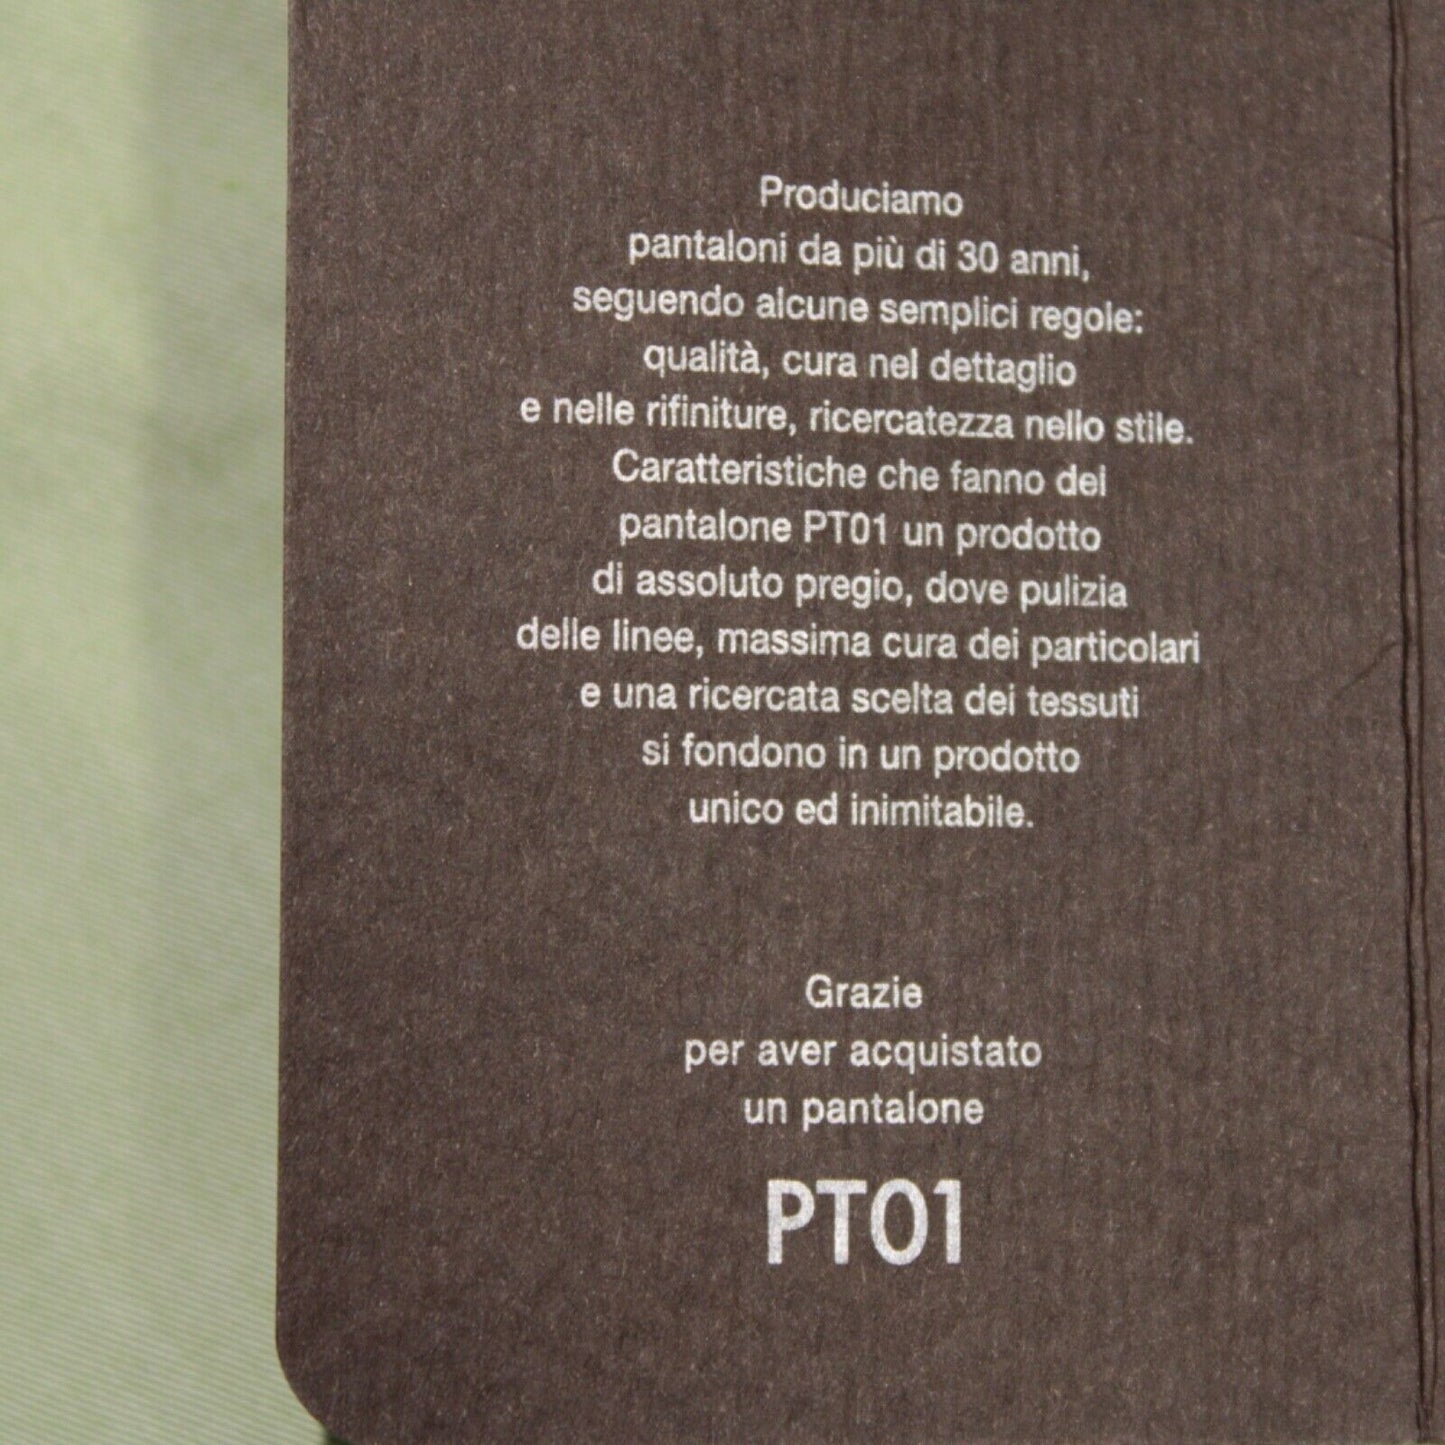 Produciamo
pantaloni da più di 30 anni,
seguendo alcune semplici regole:
qualità, cura nel dettaglio
e nelle rifiniture, ricercatezza nello stile.
Caratteristiche che fanno del
pantalone PT01 un prodotto
di assoluto pregio, dove pulizia
delle linee, massima cura dei particolari
e una ricercata scelta dei tessuti
si fondono in un prodotto
unico ed inimitabile.
Grazie
per aver acquistato
un pantalone
PT01